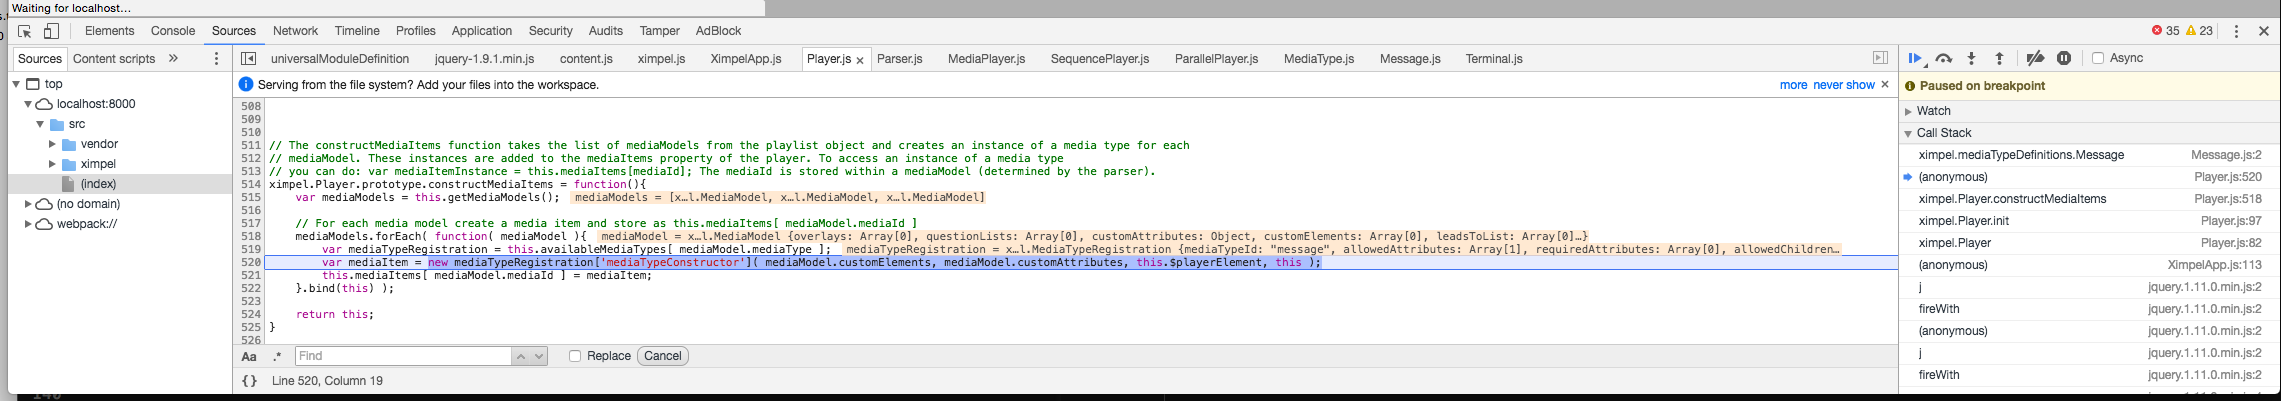 Waiting for localhost...
Elements Console Sources Network Timeline Profiles Application Security Audits Tamper AdBlock 35 23
Sources Content scripts »
universalModuleDefinition jquery-1.9.1.min.js content.js ximpel.js XimpelApp.js Player.js × Parser.js MediaPlayer.js SequencePlayer.js ParallelPlayer.js MediaType.js Message.js Terminal.js
Async
top
localhost:8000
src
vendor
ximpel
(index)
(no domain)
webpack://
Serving from the file system? Add your files into the workspace. more never show ×
508
509
510
511 // The constructMediaItems function takes the list of mediaModels from the playlist object and creates an instance of a media type for each
512 // mediaModel. These instances are added to the mediaItems property of the player. To access an instance of a media type
513 // you can do: var mediaItemInstance = this.mediaItems[mediaId]; The mediaId is stored within a mediaModel (determined by the parser).
514 ximpel.Player.prototype.constructMediaItems = function(){
515 var mediaModels = this.getMediaModels(); mediaModels = [x…l.MediaModel, x…l.MediaModel, x…l.MediaModel]
516
517 // For each media model create a media item and store as this.mediaItems[ mediaModel.mediaId ]
518 mediaModels.forEach( function( mediaModel ){ mediaModel = x…l.MediaModel {overlays: Array[0], questionLists: Array[0], customAttributes: Object, customElements: Array[0], leadsToList: Array[0]…}
519 var mediaTypeRegistration = this.availableMediaTypes[ mediaModel.mediaType ]; mediaTypeRegistration = x…l.MediaTypeRegistration {mediaTypeId: "message", allowedAttributes: Array[1], requiredAttributes: Array[0], allowedChildren…
520 var mediaItem = new mediaTypeRegistration['mediaTypeConstructor']( mediaModel.customElements, mediaModel.customAttributes, this.$playerElement, this );
521 this.mediaItems[ mediaModel.mediaId ] = mediaItem;
522 }.bind(this) );
523
524 return this;
525 }
526
Aa .* Find Replace Cancel
{} Line 520, Column 19
Paused on breakpoint
Watch
Call Stack
ximpel.mediaTypeDefinitions.Message Message.js:2
(anonymous) Player.js:520
ximpel.Player.constructMediaItems Player.js:518
ximpel.Player.init Player.js:97
ximpel.Player Player.js:82
(anonymous) XimpelApp.js:113
j jquery.1.11.0.min.js:2
fireWith jquery.1.11.0.min.js:2
(anonymous) jquery.1.11.0.min.js:2
j jquery.1.11.0.min.js:2
fireWith jquery.1.11.0.min.js:2